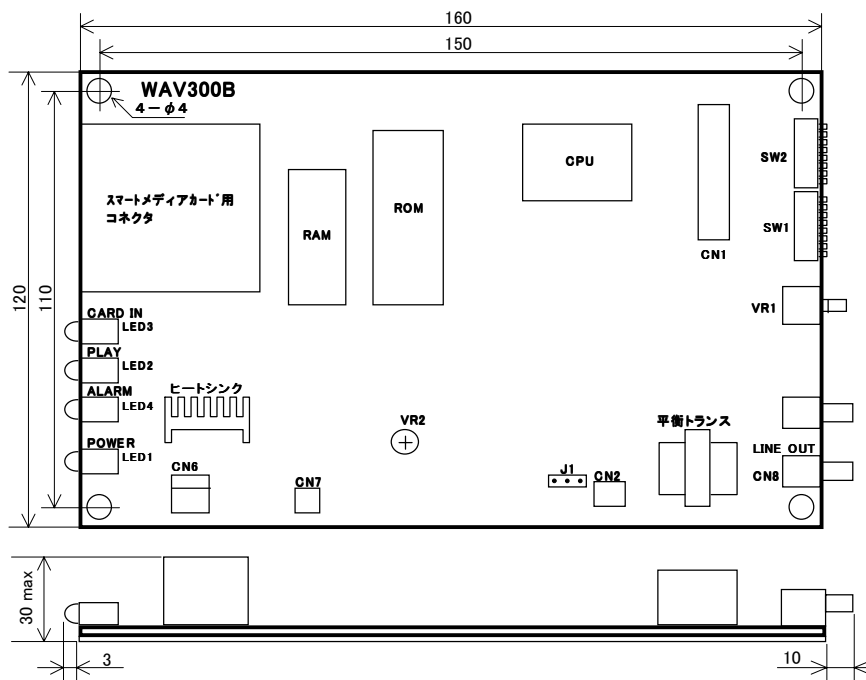 160
150
WAV300B
4－φ4
120
110
スマートメディアカード用
コネクタ
RAM
ROM
CPU
CN1
SW2
SW1
VR1
CARD IN
LED3
PLAY
LED2
ALARM
LED4
POWER
LED1
ヒートシンク
CN6
CN7
VR2
J1
CN2
平衡トランス
LINE OUT
CN8
30 max
3
10